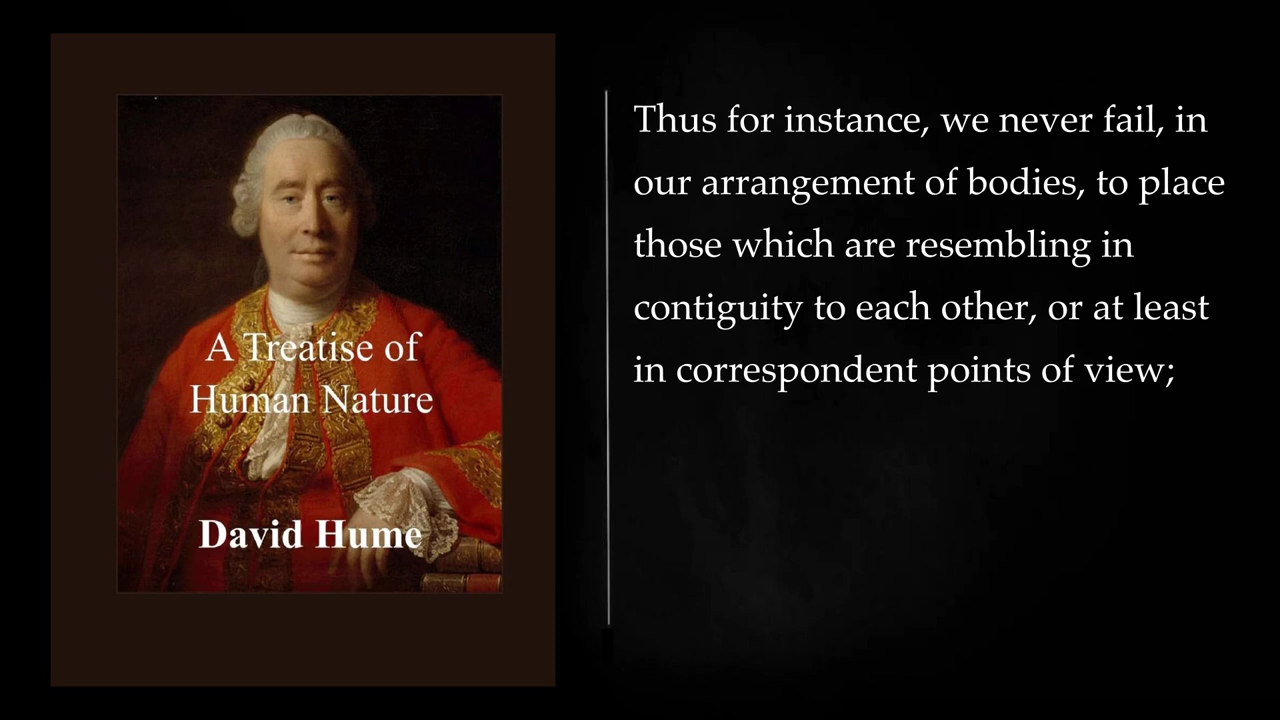 A Treatise of
Human Nature
David Hume
Thus for instance, we never fail, in
our arrangement of bodies, to place
those which are resembling in
contiguity to each other, or at least
in correspondent points of view;